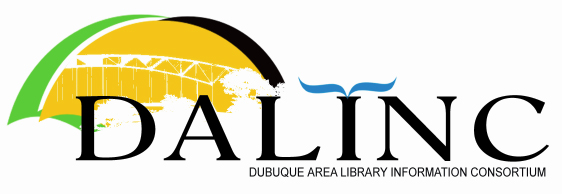 DALINC
DUBUQUE AREA LIBRARY INFORMATION CONSORTIUM